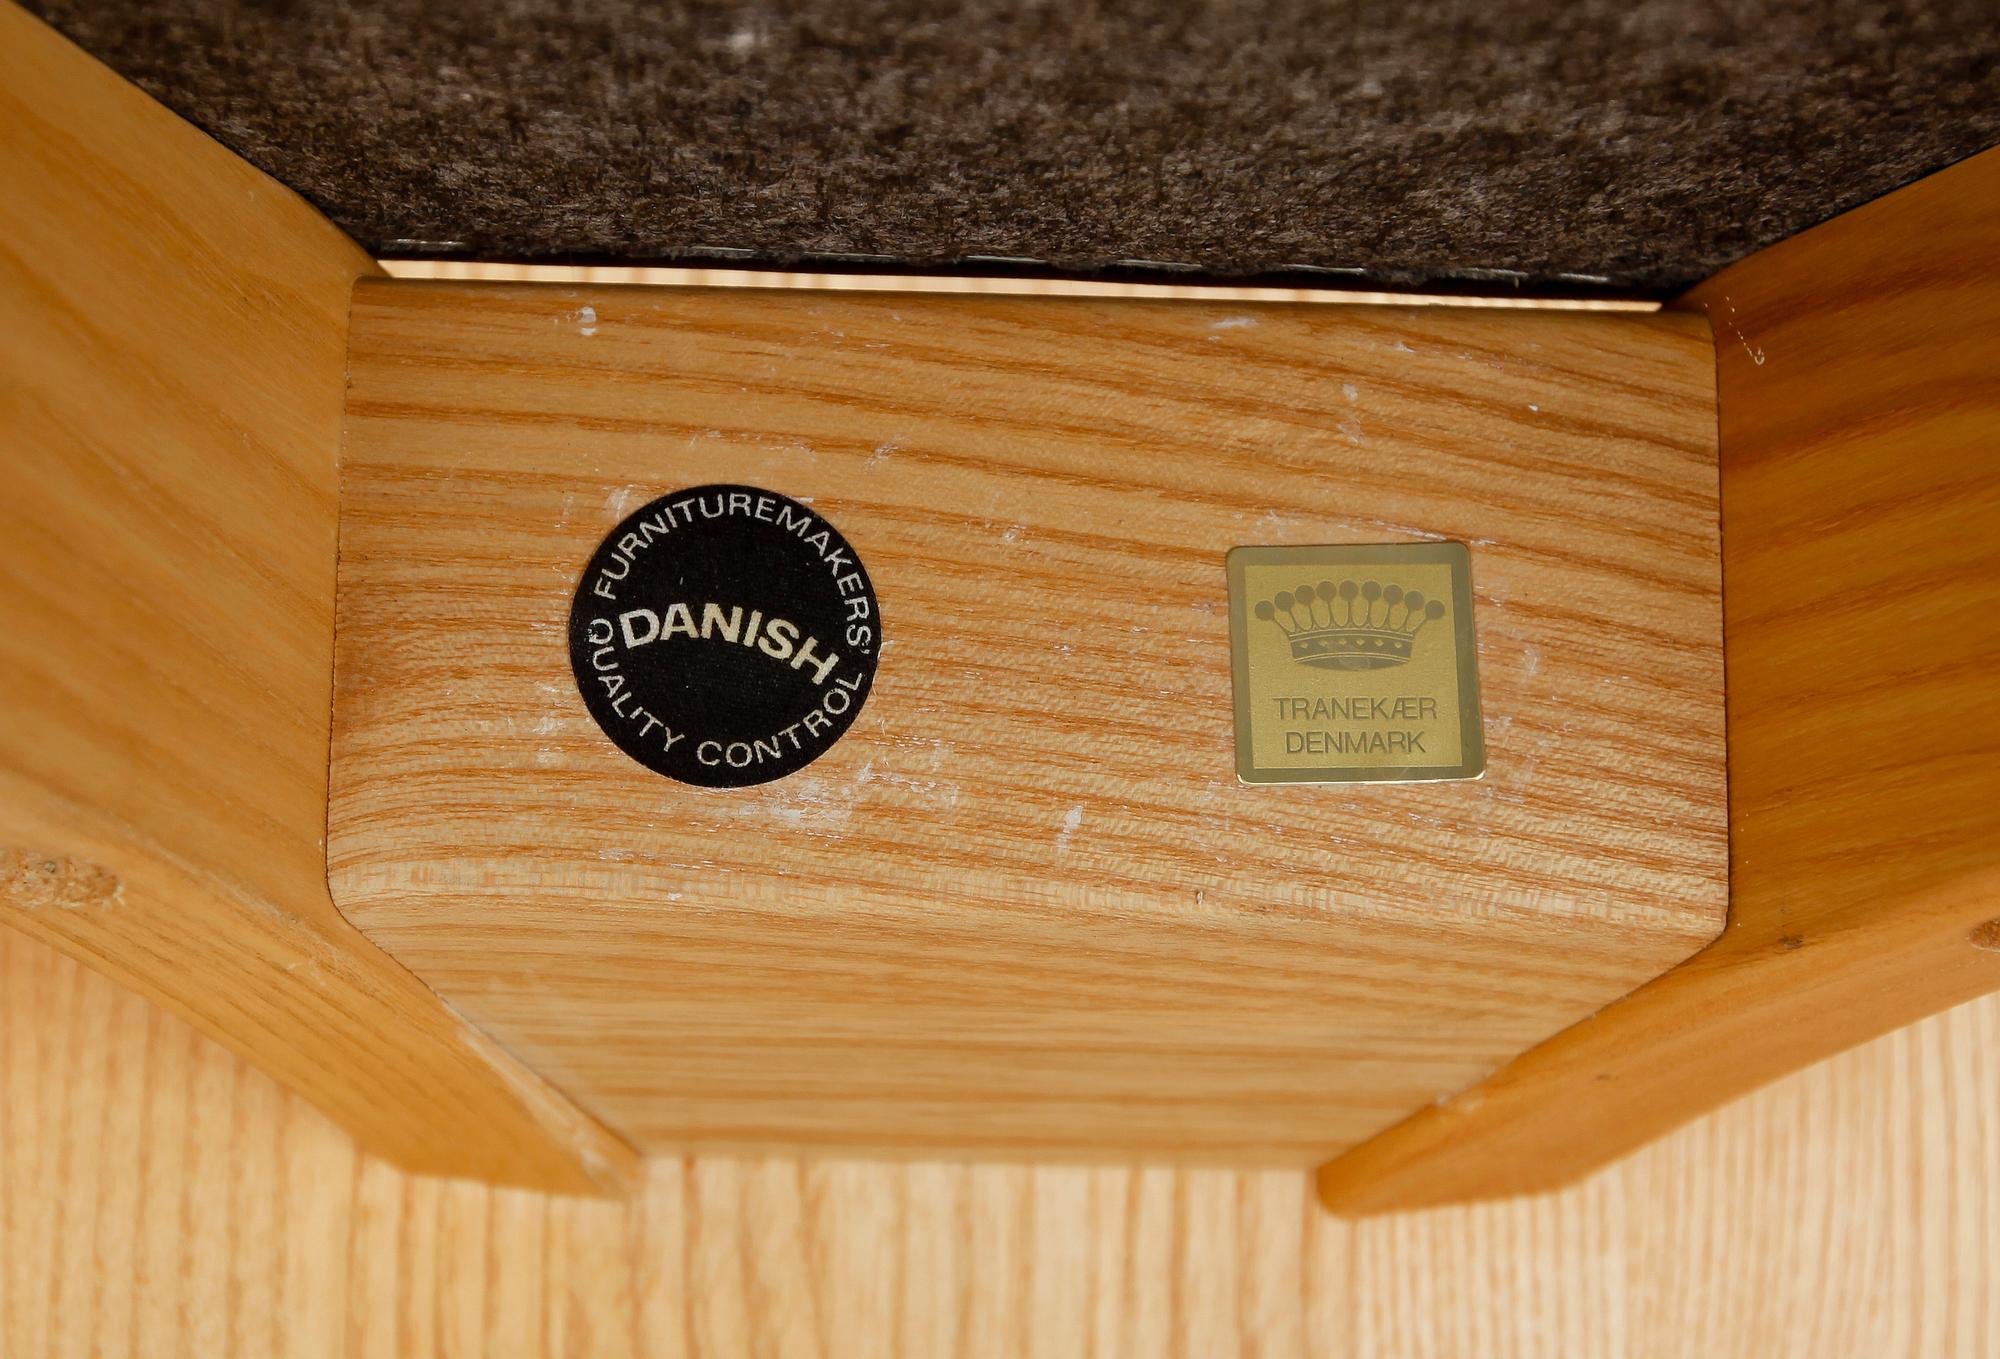 FURNITUREMAKERS'
DANISH
QUALITY CONTROL
TRANEKÆR
DENMARK